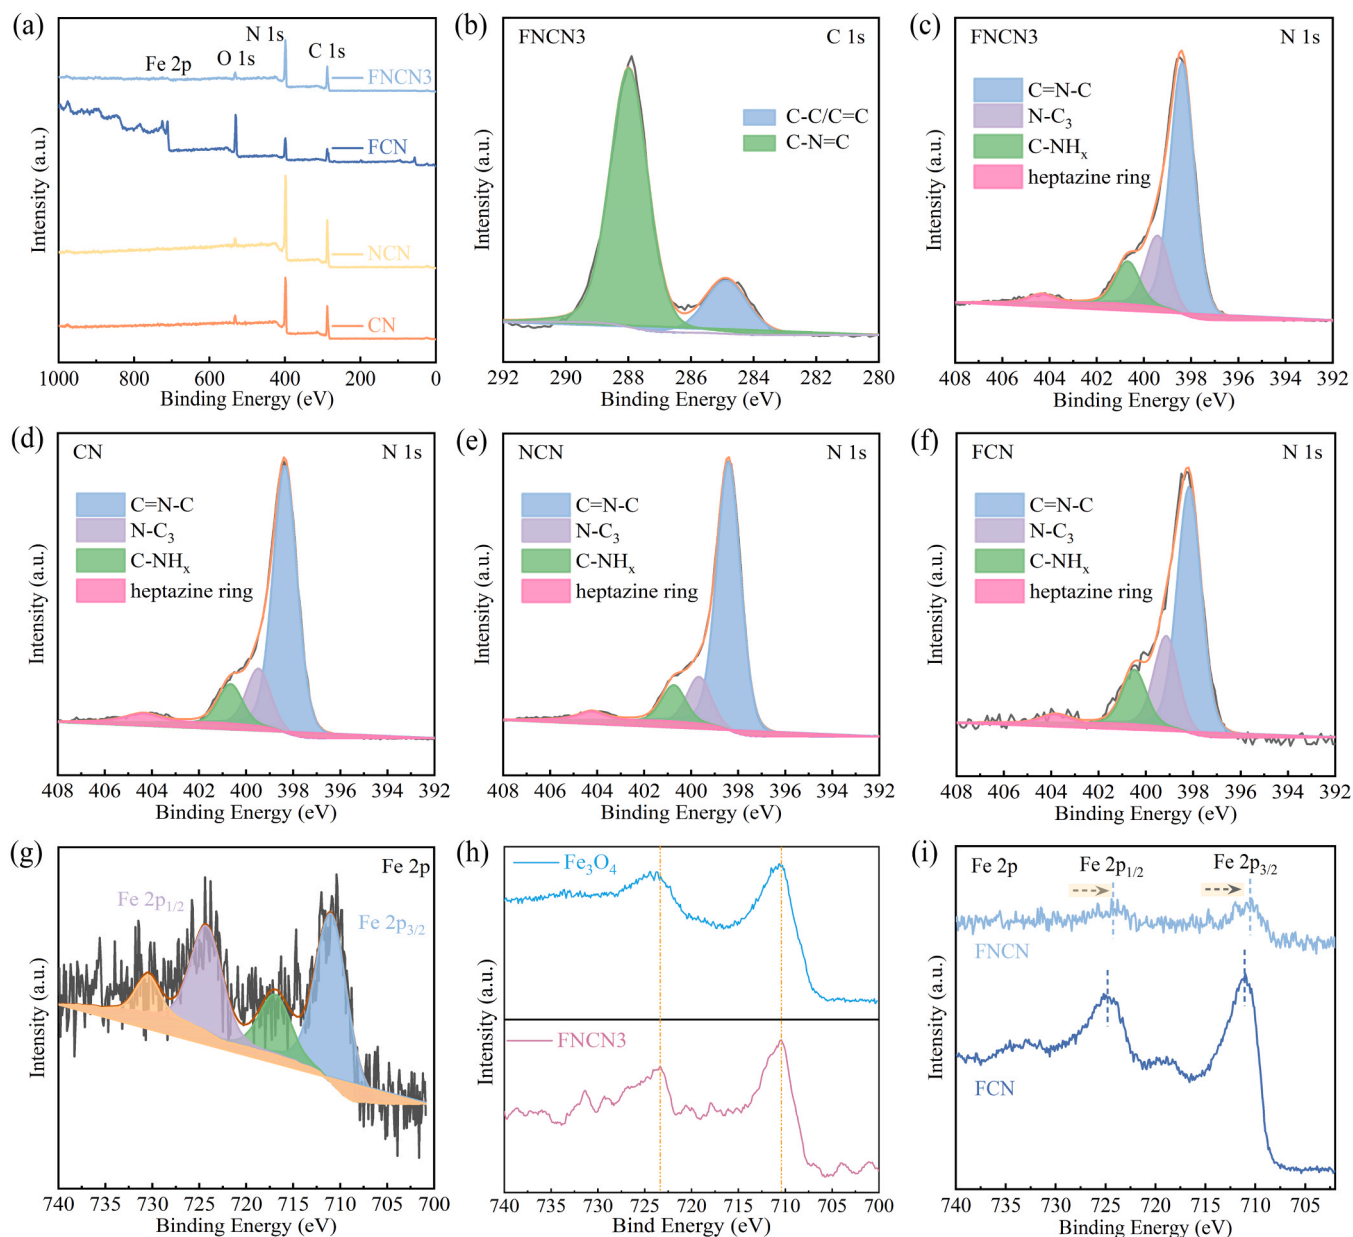 (a)
N 1s
C 1s
O 1s
Fe 2p
FNCN3
FCN
NCN
CN
Intensity (a.u.)
1000 800 600 400 200 0
Binding Energy (eV)
(b)
FNCN3 C 1s
C-C/C=C
C-N=C
Intensity (a.u.)
292 290 288 286 284 282 280
Binding Energy (eV)
(c)
FNCN3 N 1s
C=N-C
N-C₃
C-NHₓ
heptazine ring
Intensity (a.u.)
408 406 404 402 400 398 396 394 392
Binding Energy (eV)
(d)
CN N 1s
C=N-C
N-C₃
C-NHₓ
heptazine ring
Intensity (a.u.)
408 406 404 402 400 398 396 394 392
Binding Energy (eV)
(e)
NCN N 1s
C=N-C
N-C₃
C-NHₓ
heptazine ring
Intensity (a.u.)
408 406 404 402 400 398 396 394 392
Binding Energy (eV)
(f)
FCN N 1s
C=N-C
N-C₃
C-NHₓ
heptazine ring
Intensity (a.u.)
408 406 404 402 400 398 396 394 392
Binding Energy (eV)
(g)
Fe 2p
Fe 2p1/2
Fe 2p3/2
Intensity (a.u.)
740 730 725 720 715 710 705 700
Binding Energy (eV)
(h)
Fe₃O₄
FNCN3
Intensity (a.u.)
740 730 725 720 715 710 705 700
Bind Energy (eV)
(i)
Fe 2p Fe 2p1/2 Fe 2p3/2
FNCN
FCN
Intensity (a.u.)
740 730 725 720 715 710 705
Binding Energy (eV)